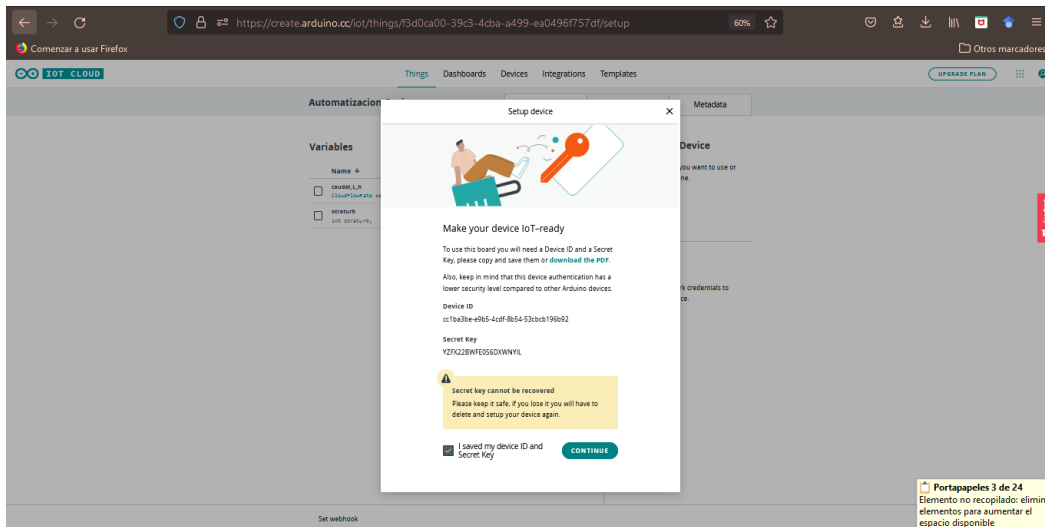 https://create.arduino.cc/iot/things/f3d0ca00-39c3-4cba-a499-ea0496f757df/setup
60%
Comenzar a usar Firefox
Otros marcadores
IOT CLOUD
Things Dashboards Devices Integrations Templates
UPGRADE PLAN
Automatizacion
Setup device
Metadata
Variables
Device
you want to use or
ne.
Name
caudal_L_h
CloudFlowRate
otraturb
int otraturb;
Make your device IoT-ready
To use this board you will need a Device ID and a Secret
Key, please copy and save them or download the PDF.
Also, keep in mind that this device authentication has a
lower security level compared to other Arduino devices.
rk credentials to
ce.
Device ID
cc1ba3be-e9b5-4cdf-8b54-53cbcb196b92
Secret Key
YZFX22BWFE0S6DXWNYIL
Secret key cannot be recovered
Please keep it safe, if you lose it you will have to
delete and setup your device again.
I saved my device ID and
Secret Key
CONTINUE
Set webhook
Portapapeles 3 de 24
Elemento no recopilado: elimin
elementos para aumentar el
espacio disponible